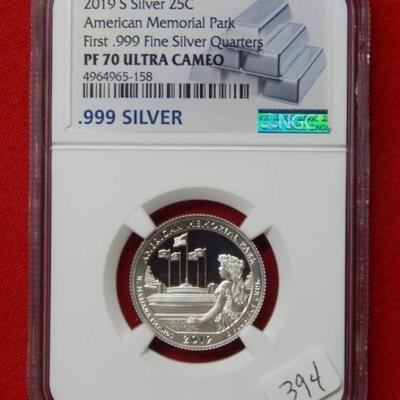 2019 S Silver 25C
American Memorial Park
First .999 Fine Silver Quarters
PF 70 ULTRA CAMEO
4964965-158
.999 SILVER
NGC
AMERICAN MEMORIAL PARK
2019
394